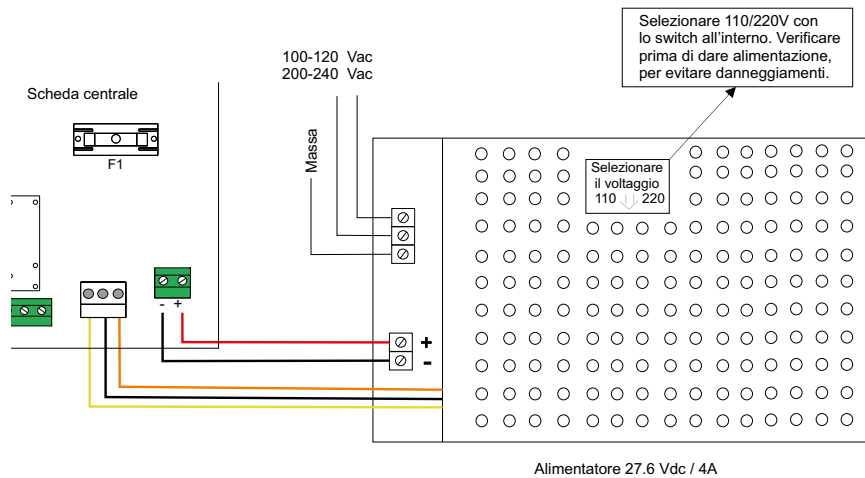 Selezionare 110/220V con
lo switch all'interno. Verificare
prima di dare alimentazione,
per evitare danneggiamenti.
100-120 Vac
200-240 Vac
Scheda centrale
F1
Massa
Selezionare
il voltaggio
110 220
- +
+
-
Alimentatore 27.6 Vdc / 4A